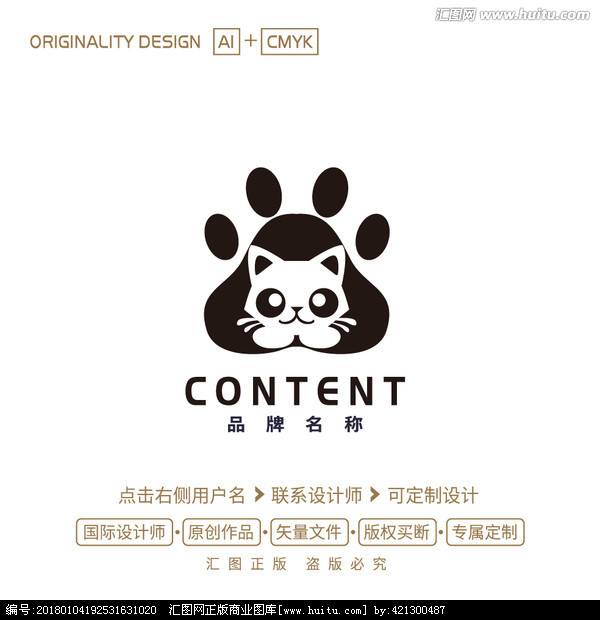 汇图网 www.huitu.com
ORIGINALITY DESIGN AI + CMYK
CONTENT
品牌名称
点击右侧用户名 > 联系设计师 > 可定制设计
国际设计师 · 原创作品 · 矢量文件 · 版权买断 · 专属定制
汇图正版 盗版必究
编号:20180104192531631020 汇图网正版商业图库[www.huitu.com] by:421300487